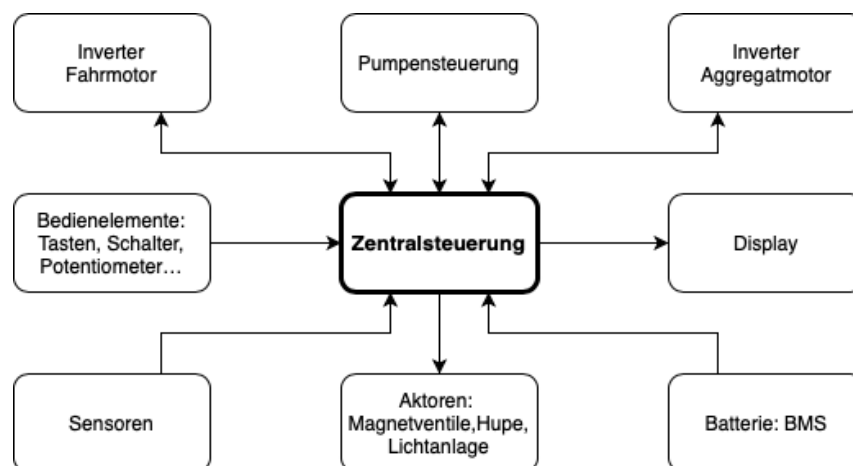 Inverter
Fahrmotor
Pumpensteuerung
Inverter
Aggregatmotor
Bedienelemente:
Tasten, Schalter,
Potentiometer…
Zentralsteuerung
Display
Sensoren
Aktoren:
Magnetventile,Hupe,
Lichtanlage
Batterie: BMS